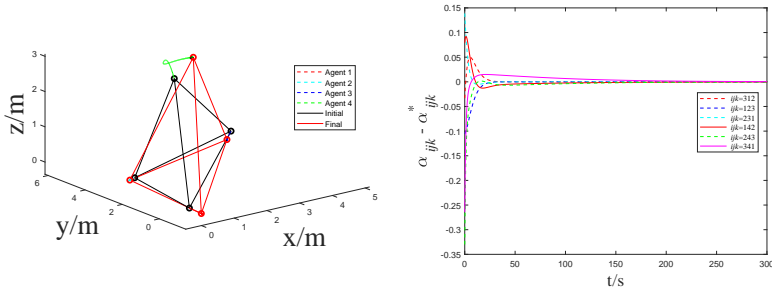 3
2
1
0
z/m
6
4
2
0
y/m
0
1
2
3
4
5
x/m
Agent 1
Agent 2
Agent 3
Agent 4
Initial
Final
0.15
0.1
0.05
0
-0.05
-0.1
-0.15
-0.2
-0.25
-0.3
-0.35
α ijk - α* ijk
0
50
100
150
200
250
300
t/s
ijk=312
ijk=123
ijk=231
ijk=142
ijk=243
ijk=341